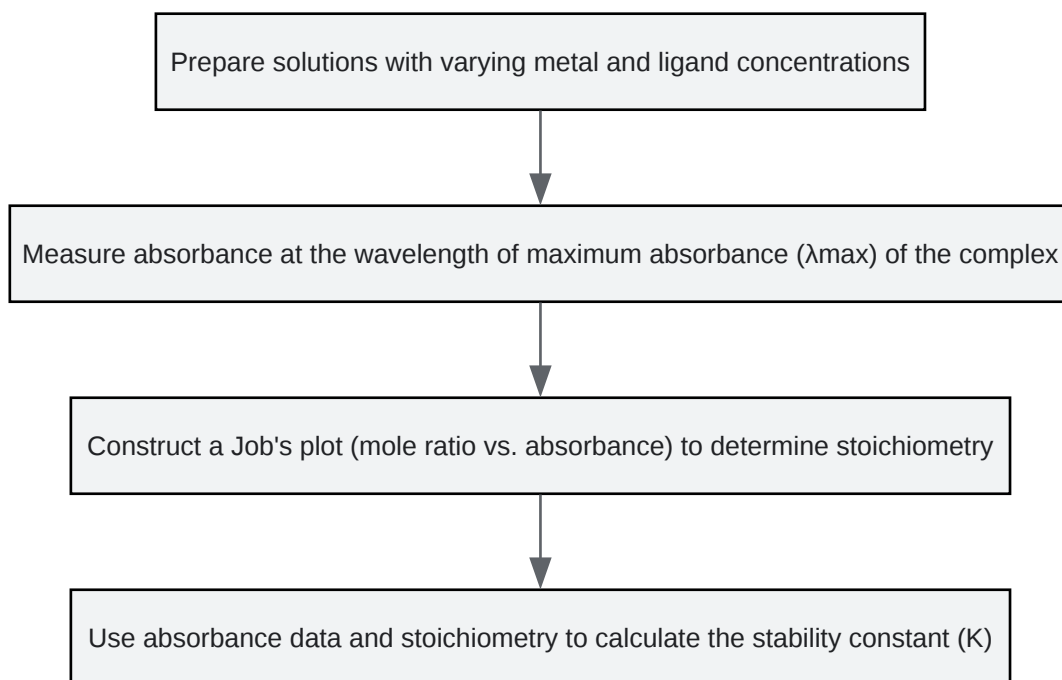 Prepare solutions with varying metal and ligand concentrations
Measure absorbance at the wavelength of maximum absorbance (λmax) of the complex
Construct a Job's plot (mole ratio vs. absorbance) to determine stoichiometry
Use absorbance data and stoichiometry to calculate the stability constant (K)